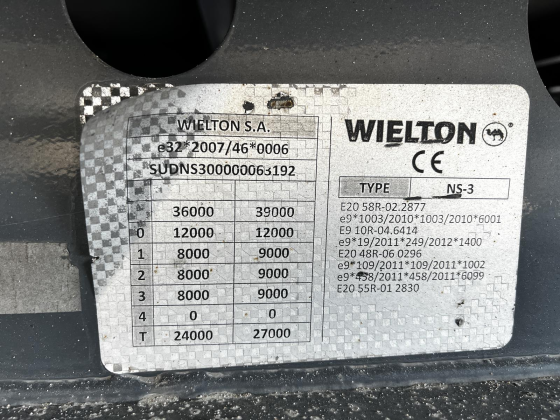 WIELTON S.A.
e32*2007/46*0006
SUDNS300000063192
36000 39000
0 12000 12000
1 8000 9000
2 8000 9000
3 8000 9000
4 0 0
T 24000 27000
WIELTON
CE
TYPE NS-3
E20 58R-02.2877
e9*1003/2010*1003/2010*6001
E9 10R-04.6414
e9*19/2011*249/2012*1400
E20 48R-06 0296
e9*109/2011*109/2011*1002
e9*458/2011*458/2011*6099
E20 55R-01 2830